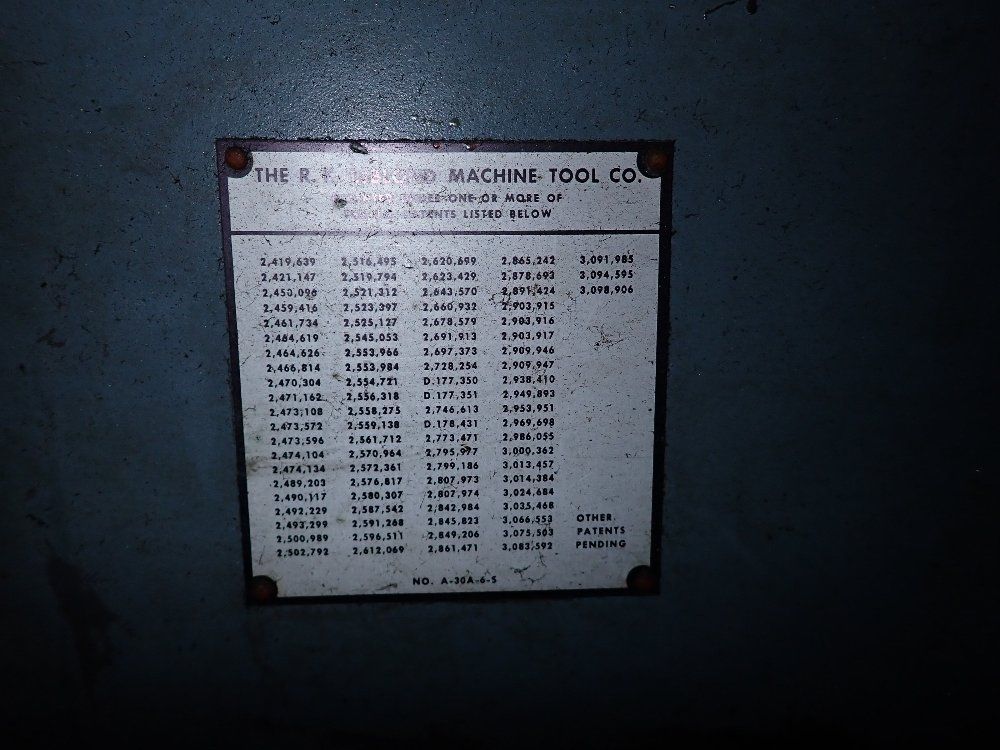 THE R. K. MACHINE TOOL CO.
ONE OR MORE OF
PATENTS LISTED BELOW
2,419,639 2,516,495 2,620,699 2,865,242 3,091,985
2,421,147 2,519,794 2,623,429 2,878,693 3,094,595
2,450,096 2,521,312 2,643,570 2,891,424 3,098,906
2,459,416 2,523,397 2,660,932 2,903,915
2,461,734 2,525,127 2,678,579 2,903,916
2,464,619 2,545,053 2,691,913 2,903,917
2,464,626 2,553,966 2,697,373 2,909,946
2,466,814 2,553,984 2,728,254 2,909,947
2,470,304 2,554,721 D.177,350 2,938,410
2,471,162 2,556,318 D.177,351 2,949,893
2,473,108 2,558,275 2,746,613 2,953,951
2,473,572 2,559,138 D.178,431 2,969,698
2,473,596 2,561,712 2,773,471 2,986,055
2,474,104 2,570,964 2,795,977 3,000,362
2,474,134 2,572,361 2,799,186 3,013,457
2,489,203 2,576,817 2,807,973 3,014,384
2,490,117 2,580,307 2,807,974 3,024,684
2,492,229 2,587,542 2,842,984 3,035,468
2,493,299 2,591,268 2,845,823 3,066,553 OTHER
2,500,989 2,596,511 2,849,206 3,075,503 PATENTS
2,502,792 2,612,069 2,861,471 3,083,592 PENDING
NO. A-30A-6-S